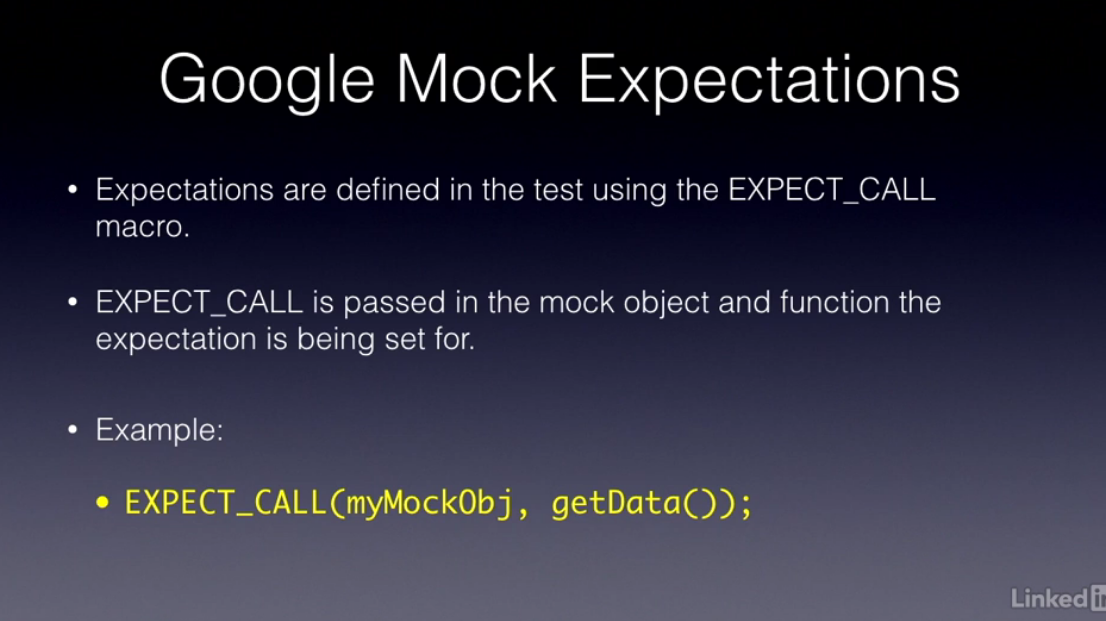 Google Mock Expectations
• Expectations are defined in the test using the EXPECT_CALL
macro.
• EXPECT_CALL is passed in the mock object and function the
expectation is being set for.
• Example:
• EXPECT_CALL(myMockObj, getData());
Linked in